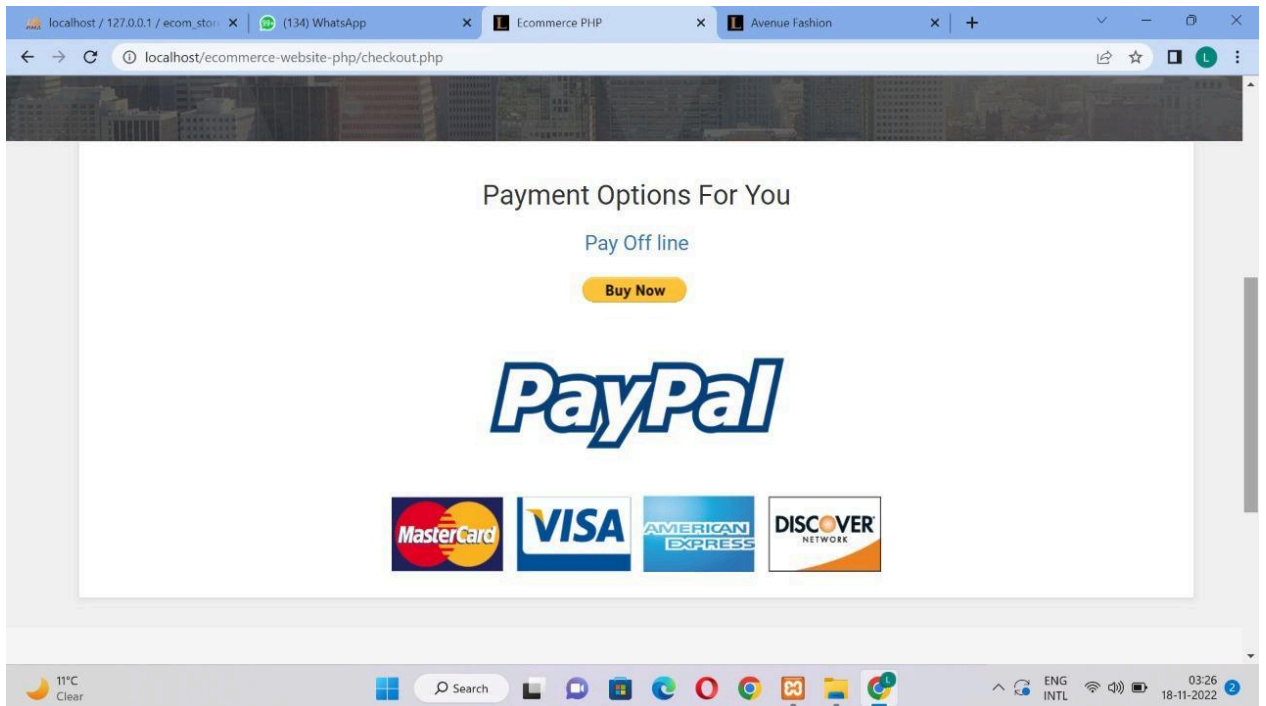 localhost / 127.0.0.1 / ecom_stor
(134) WhatsApp
Ecommerce PHP
Avenue Fashion
localhost/ecommerce-website-php/checkout.php
L
Payment Options For You
Pay Off line
Buy Now
PayPal
MasterCard
VISA
AMERICAN
EXPRESS
DISCOVER
NETWORK
11°C
Clear
Search
ENG
INTL
03:26
18-11-2022
2